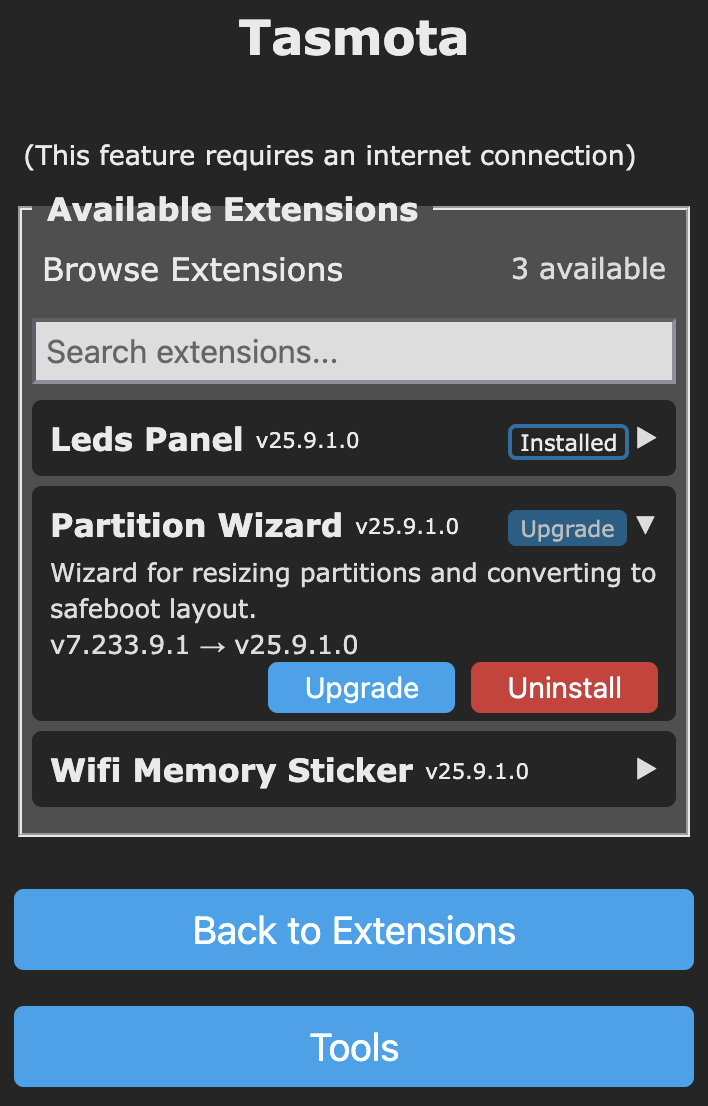 Tasmota
(This feature requires an internet connection)
Available Extensions
Browse Extensions 3 available
Search extensions...
Leds Panel v25.9.1.0 Installed ▶
Partition Wizard v25.9.1.0 Upgrade ▼
Wizard for resizing partitions and converting to
safeboot layout.
v7.233.9.1 → v25.9.1.0
Upgrade Uninstall
Wifi Memory Sticker v25.9.1.0 ▶
Back to Extensions
Tools